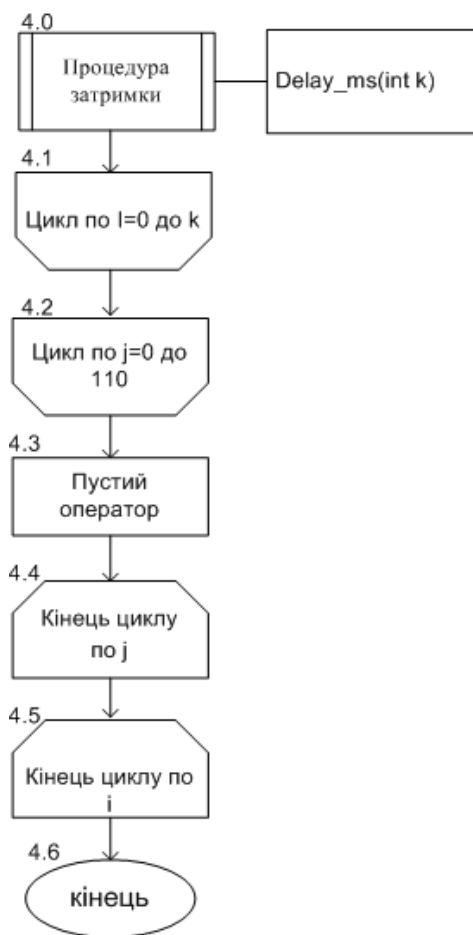 4.0
Процедура
затримки
Delay_ms(int k)
4.1
Цикл по I=0 до k
4.2
Цикл по j=0 до
110
4.3
Пустий
оператор
4.4
Кінець циклу
по j
4.5
Кінець циклу по
i
4.6
кінець